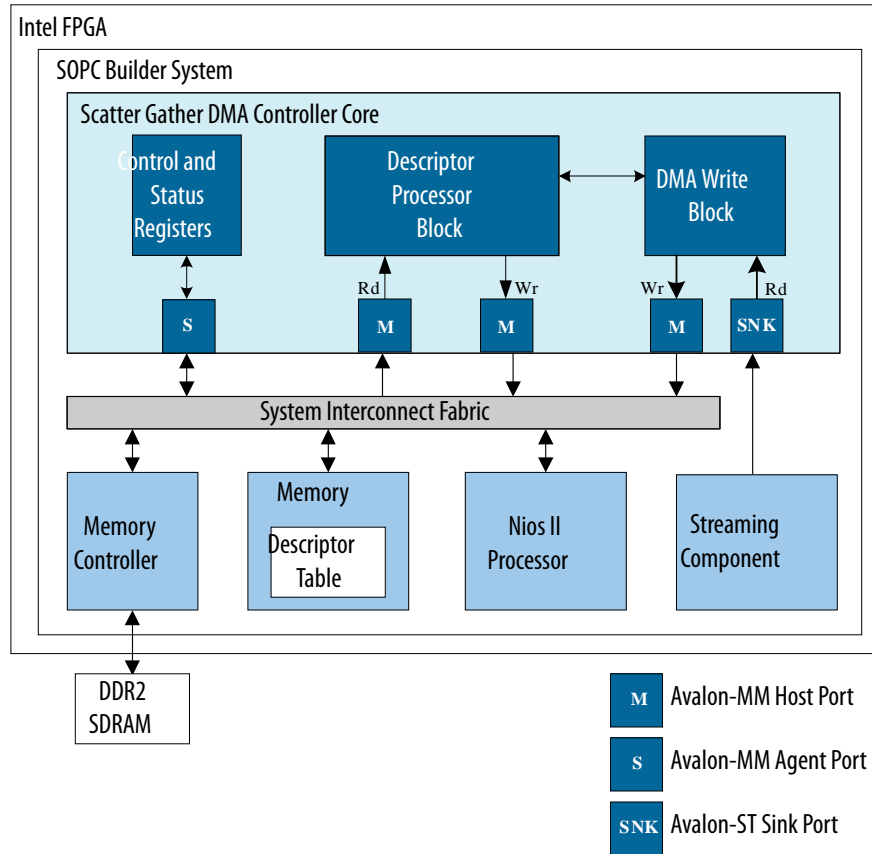 Intel FPGA
SOPC Builder System
Scatter Gather DMA Controller Core
Control and
Status
Registers
Descriptor
Processor
Block
DMA Write
Block
Rd
Wr
Wr
Rd
S
M
M
M
SNK
System Interconnect Fabric
Memory
Controller
Memory
Descriptor
Table
Nios II
Processor
Streaming
Component
DDR2
SDRAM
M Avalon-MM Host Port
S Avalon-MM Agent Port
SNK Avalon-ST Sink Port